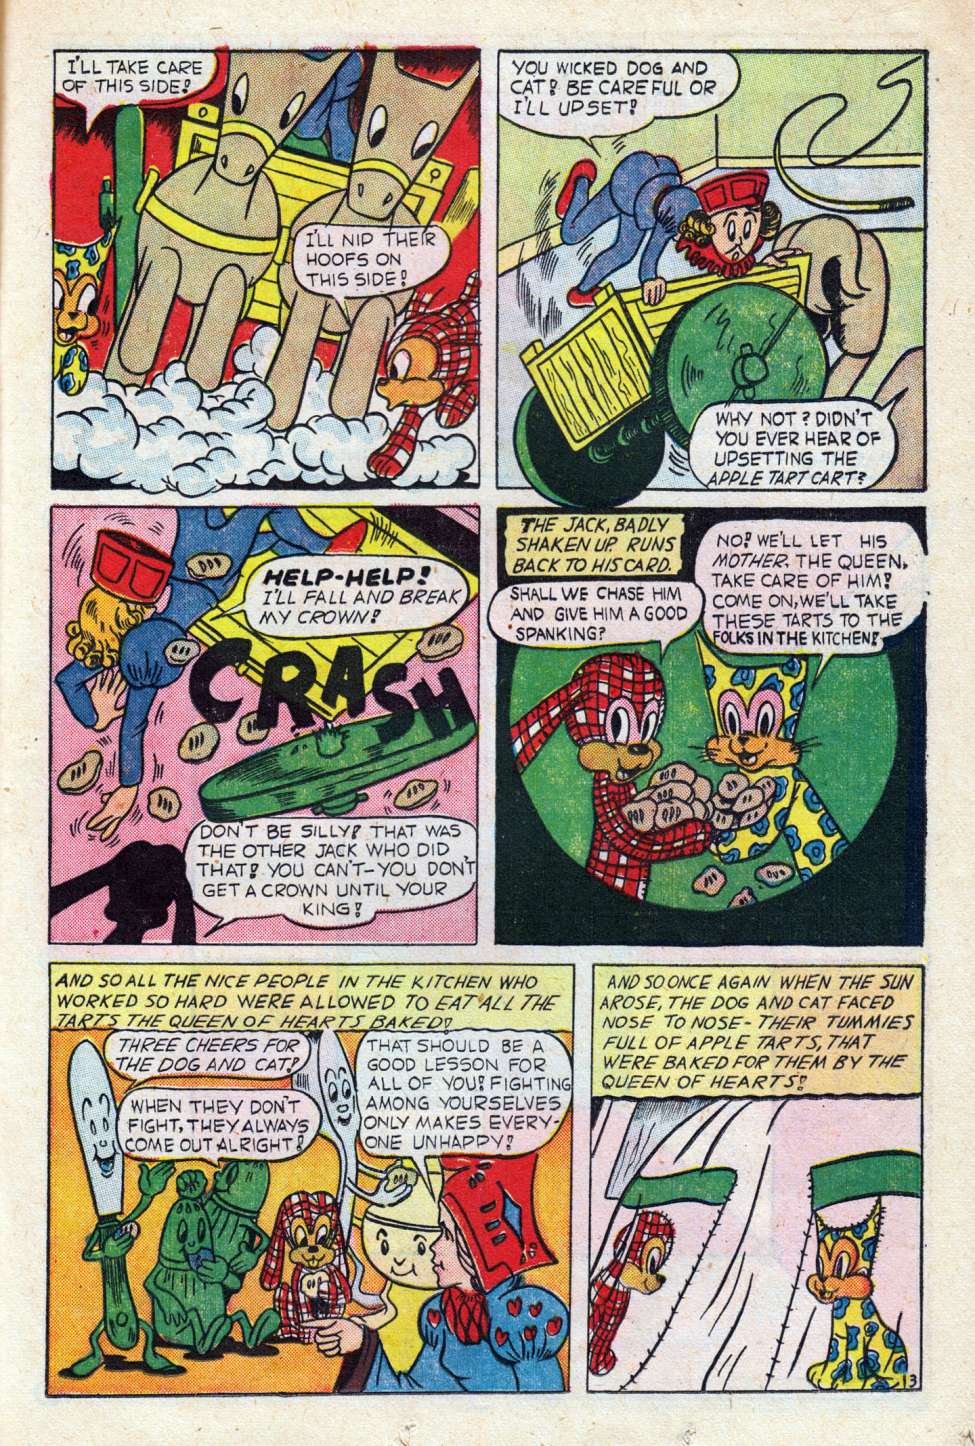 I'LL TAKE CARE
OF THIS SIDE!
I'LL NIP THEIR
HOOFS ON
THIS SIDE!
YOU WICKED DOG AND
CAT! BE CAREFUL OR
I'LL UPSET!
WHY NOT? DIDN'T
YOU EVER HEAR OF
UPSETTING THE
APPLE TART CART?
HELP-HELP!
I'LL FALL AND BREAK
MY CROWN!
CRASH
DON'T BE SILLY! THAT WAS
THE OTHER JACK WHO DID
THAT! YOU CAN'T-YOU DON'T
GET A CROWN UNTIL YOUR
KING!
THE JACK, BADLY
SHAKEN UP. RUNS
BACK TO HIS CARD.
SHALL WE CHASE HIM
AND GIVE HIM A GOOD
SPANKING?
NO! WE'LL LET HIS
MOTHER, THE QUEEN,
TAKE CARE OF HIM!
COME ON, WE'LL TAKE
THESE TARTS TO THE
FOLKS IN THE KITCHEN!
AND SO ALL THE NICE PEOPLE IN THE KITCHEN WHO
WORKED SO HARD WERE ALLOWED TO EAT ALL THE
TARTS THE QUEEN OF HEARTS BAKED!
THREE CHEERS FOR
THE DOG AND CAT!
WHEN THEY DON'T
FIGHT, THEY ALWAYS
COME OUT ALRIGHT!
THAT SHOULD BE A
GOOD LESSON FOR
ALL OF YOU! FIGHTING
AMONG YOURSELVES
ONLY MAKES EVERY-
ONE UNHAPPY!
AND SO ONCE AGAIN WHEN THE SUN
AROSE, THE DOG AND CAT FACED
NOSE TO NOSE- THEIR TUMMIES
FULL OF APPLE TARTS, THAT
WERE BAKED FOR THEM BY THE
QUEEN OF HEARTS!
13